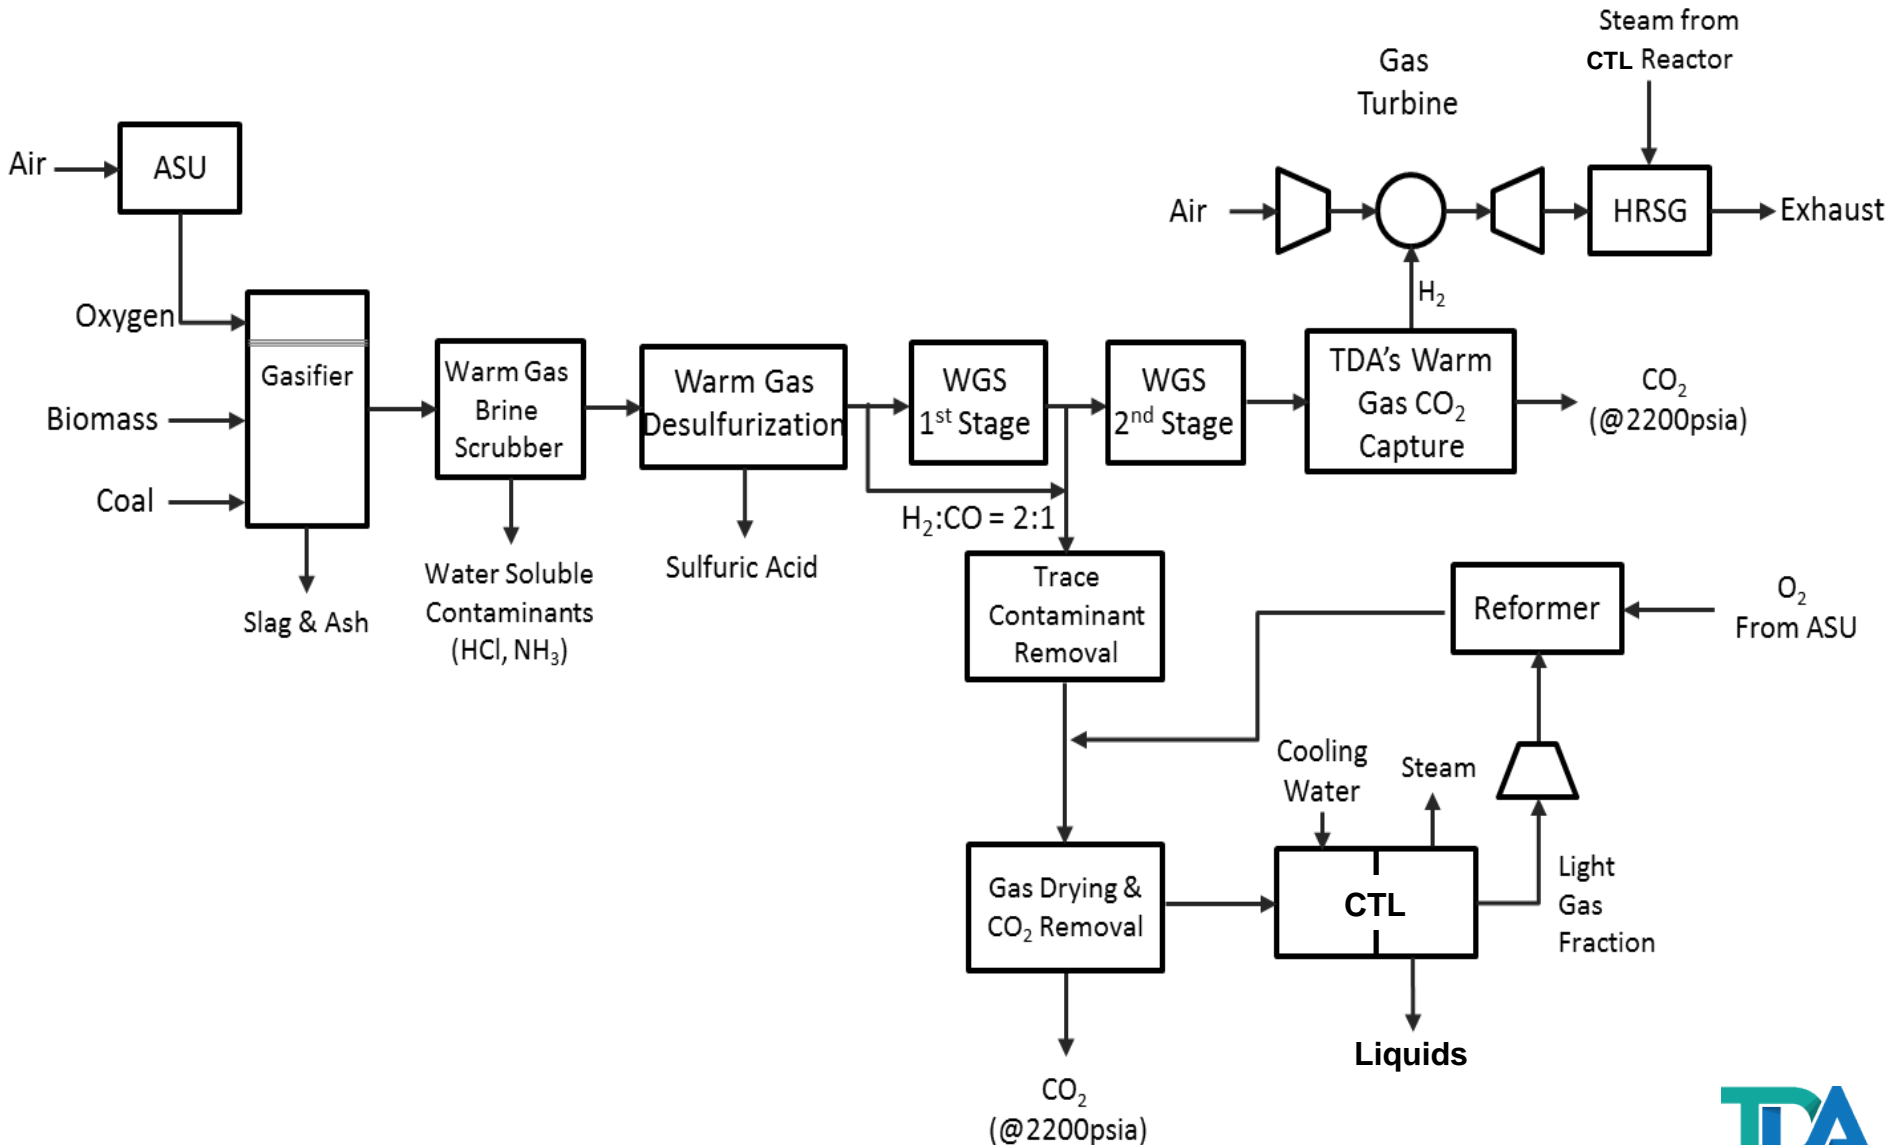 Steam from
CTL Reactor
Gas
Turbine
Air
ASU
Air
HRSG
Exhaust
H₂
Oxygen
Gasifier
Biomass
Coal
Slag & Ash
Warm Gas
Brine
Scrubber
Water Soluble
Contaminants
(HCl, NH₃)
Warm Gas
Desulfurization
Sulfuric Acid
WGS
1st Stage
WGS
2nd Stage
TDA's Warm
Gas CO₂
Capture
CO₂
(@2200psia)
H₂:CO = 2:1
Trace
Contaminant
Removal
Reformer
O₂
From ASU
Cooling
Water
Steam
Gas Drying &
CO₂ Removal
CTL
Light
Gas
Fraction
Liquids
CO₂
(@2200psia)
TDA